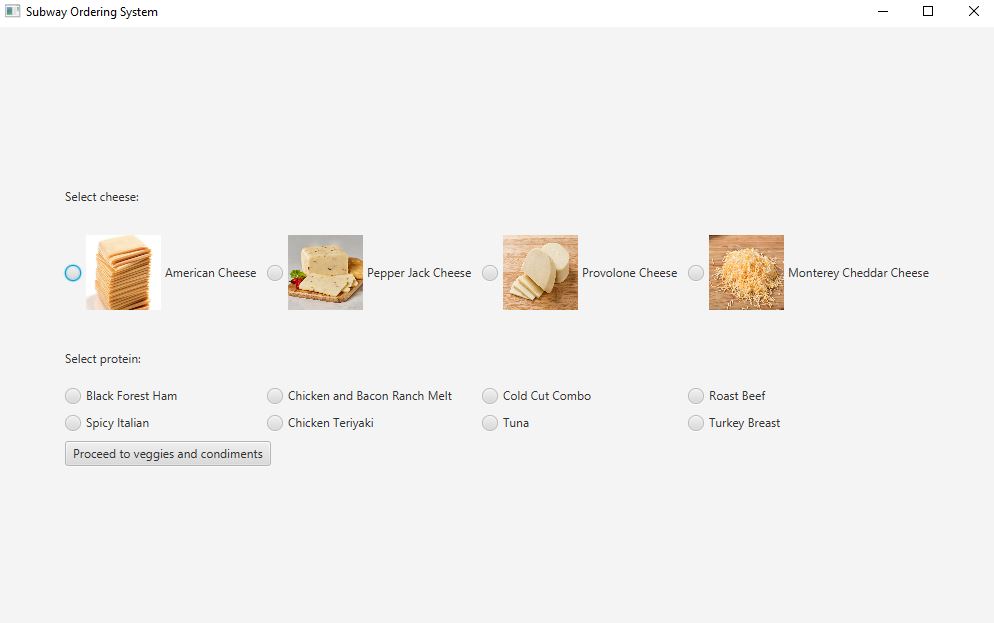 Subway Ordering System
Select cheese:
American Cheese Pepper Jack Cheese Provolone Cheese Monterey Cheddar Cheese
Select protein:
Black Forest Ham Chicken and Bacon Ranch Melt Cold Cut Combo Roast Beef
Spicy Italian Chicken Teriyaki Tuna Turkey Breast
Proceed to veggies and condiments